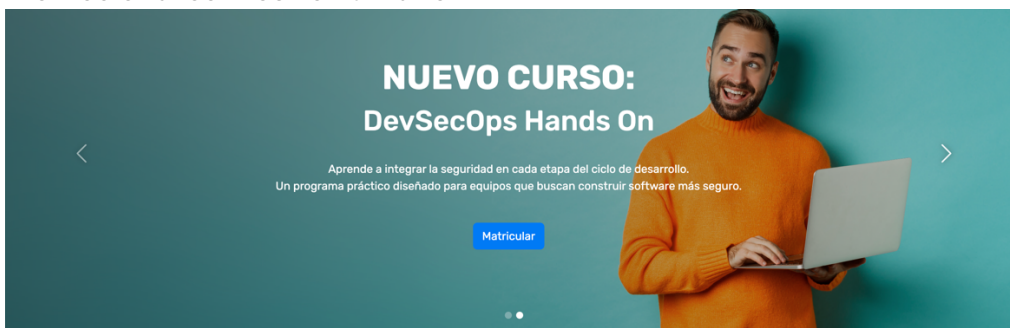 NUEVO CURSO:
DevSecOps Hands On
Aprende a integrar la seguridad en cada etapa del ciclo de desarrollo.
Un programa práctico diseñado para equipos que buscan construir software más seguro.
Matricular